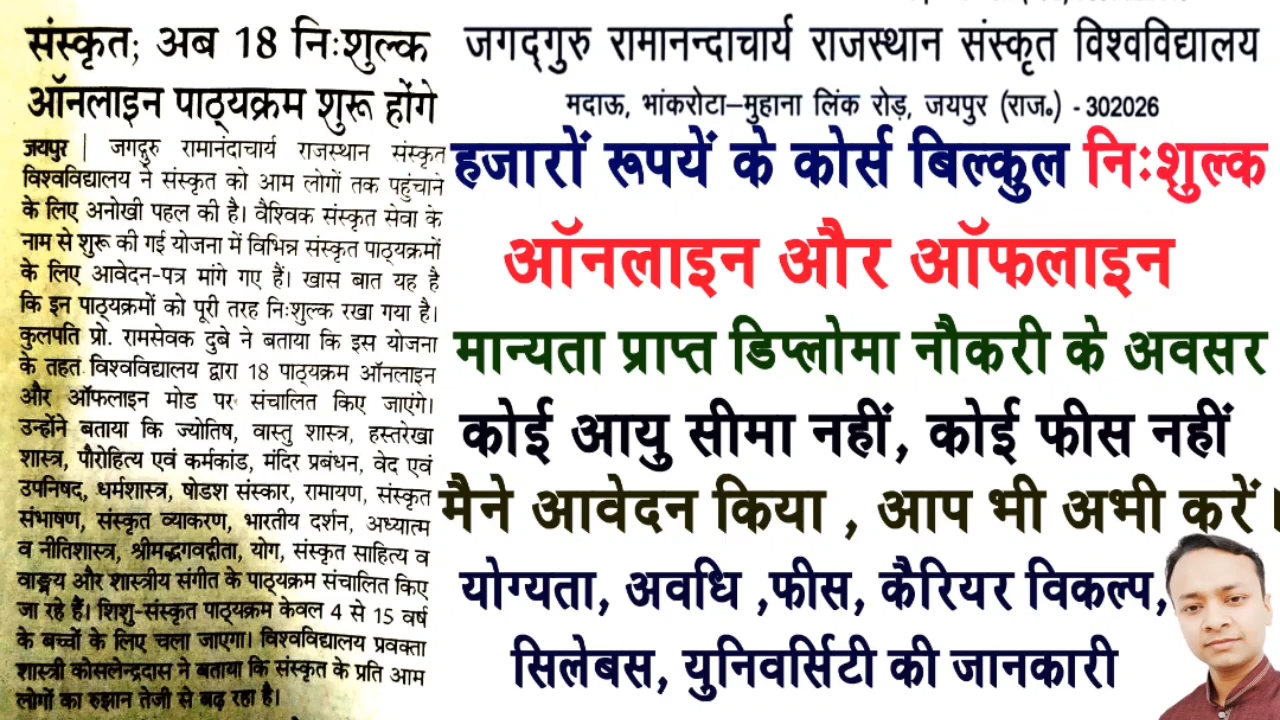 संस्कृत; अब 18 निःशुल्क
ऑनलाइन पाठ्यक्रम शुरू होंगे
जयपुर | जगद्गुरु रामानंदाचार्य राजस्थान संस्कृत
विश्वविद्यालय ने संस्कृत को आम लोगों तक पहुंचाने
के लिए अनोखी पहल की है। वैश्विक संस्कृत सेवा के
नाम से शुरू की गई योजना में विभिन्न संस्कृत पाठ्यक्रमों
के लिए आवेदन-पत्र मांगे गए हैं। खास बात यह है
कि इन पाठ्यक्रमों को पूरी तरह निःशुल्क रखा गया है।
कुलपति प्रो. रामसेवक दुबे ने बताया कि इस योजना
के तहत विश्वविद्यालय द्वारा 18 पाठ्यक्रम ऑनलाइन
और ऑफलाइन मोड पर संचालित किए जाएंगे।
उन्होंने बताया कि ज्योतिष, वास्तु शास्त्र, हस्तरेखा
शास्त्र, पौरोहित्य एवं कर्मकांड, मंदिर प्रबंधन, वेद एवं
उपनिषद, धर्मशास्त्र, षोडश संस्कार, रामायण, संस्कृत
संभाषण, संस्कृत व्याकरण, भारतीय दर्शन, अध्यात्म
व नीतिशास्त्र, श्रीमद्भगवद्गीता, योग, संस्कृत साहित्य व
वाङ्मय और शास्त्रीय संगीत के पाठ्यक्रम संचालित किए
जा रहे हैं। शिशु-संस्कृत पाठ्यक्रम केवल 4 से 15 वर्ष
के बच्चों के लिए चला जाएगा। विश्वविद्यालय प्रवक्ता
शास्त्री कोसलेन्द्रदास ने बताया कि संस्कृत के प्रति आम
लोगों का रुझान तेजी से बढ़ रहा है।
जगद्गुरु रामानन्दाचार्य राजस्थान संस्कृत विश्वविद्यालय
मदाऊ, भांकरोटा–मुहाना लिंक रोड़, जयपुर (राज०) - 302026
हजारों रूपयें के कोर्स बिल्कुल निःशुल्क
ऑनलाइन और ऑफलाइन
मान्यता प्राप्त डिप्लोमा नौकरी के अवसर
कोई आयु सीमा नहीं, कोई फीस नहीं
मैने आवेदन किया , आप भी अभी करें।
योग्यता, अवधि ,फीस, कैरियर विकल्प,
सिलेबस, युनिवर्सिटी की जानकारी